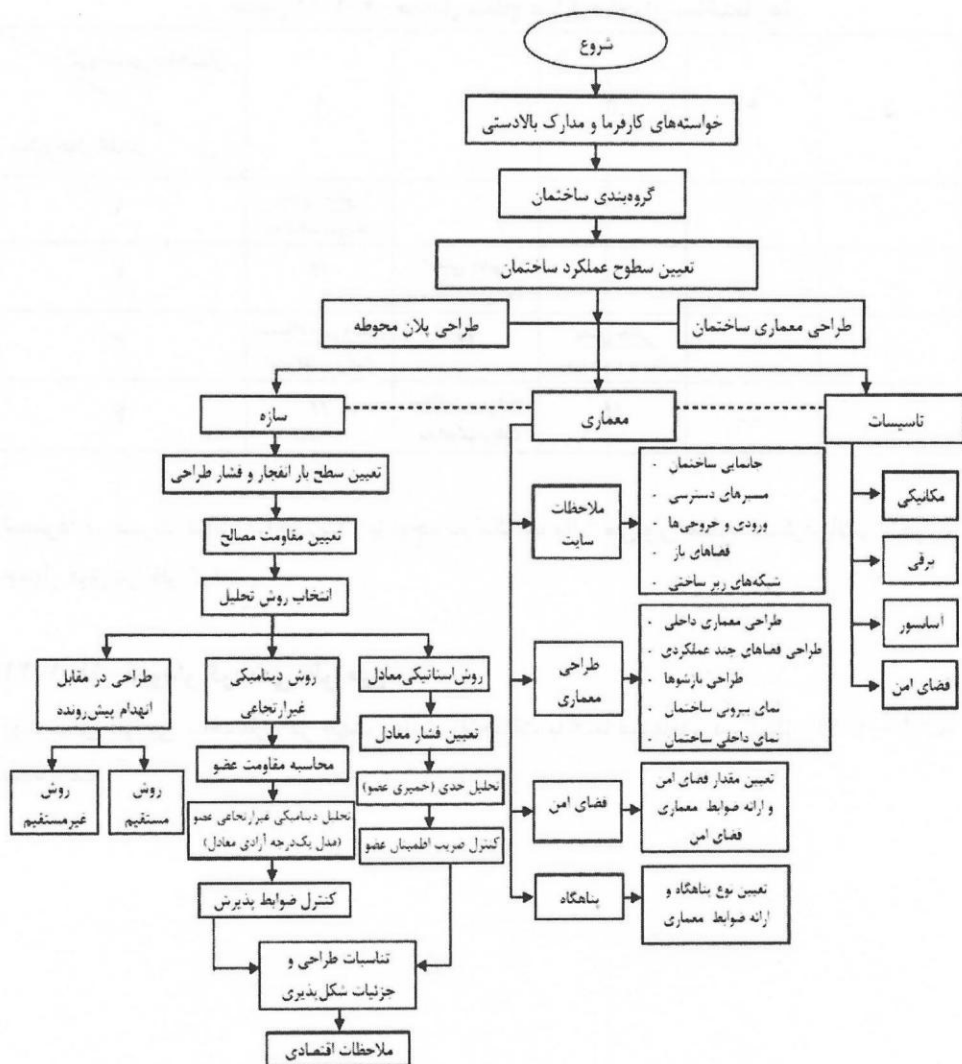 شروع
خواسته‌های کارفرما و مدارک بالادستی
گروه‌بندی ساختمان
تعیین سطوح عملکرد ساختمان
طراحی معماری ساختمان
طراحی پلان محوطه
تاسیسات
معماری
سازه
مکانیکی
برقی
آسانسور
فضای امن
ملاحظات
سایت
- جانمایی ساختمان
- مسیرهای دسترسی
- ورودی و خروجی‌ها
- فضاهای باز
- شبکه‌های زیر ساختی
طراحی
معماری
- طراحی معماری داخلی
- طراحی فضاهای چند عملکردی
- طراحی بازشوها
- نمای بیرونی ساختمان
- نمای داخلی ساختمان
فضای امن
تعیین مقدار فضای امن
و ارائه ضوابط معماری
فضای امن
پناهگاه
تعیین نوع پناهگاه و
ارائه ضوابط معماری
تعیین سطح بار انفجار و فشار طراحی
تعیین مقاومت مصالح
انتخاب روش تحلیل
روش استاتیکی معادل
تعیین فشار معادل
تحلیل حدی (خمیری عضو)
کنترل ضریب اطمینان عضو
روش دینامیکی
غیرارتجاعی
محاسبه مقاومت عضو
تحلیل دینامیکی غیرارتجاعی عضو
(مدل یک‌درجه آزادی معادل)
کنترل ضوابط پذیرش
طراحی در مقابل
انهدام پیش‌رونده
روش
مستقیم
روش
غیرمستقیم
تناسبات طراحی و
جزئیات شکل‌پذیری
ملاحظات اقتصادی